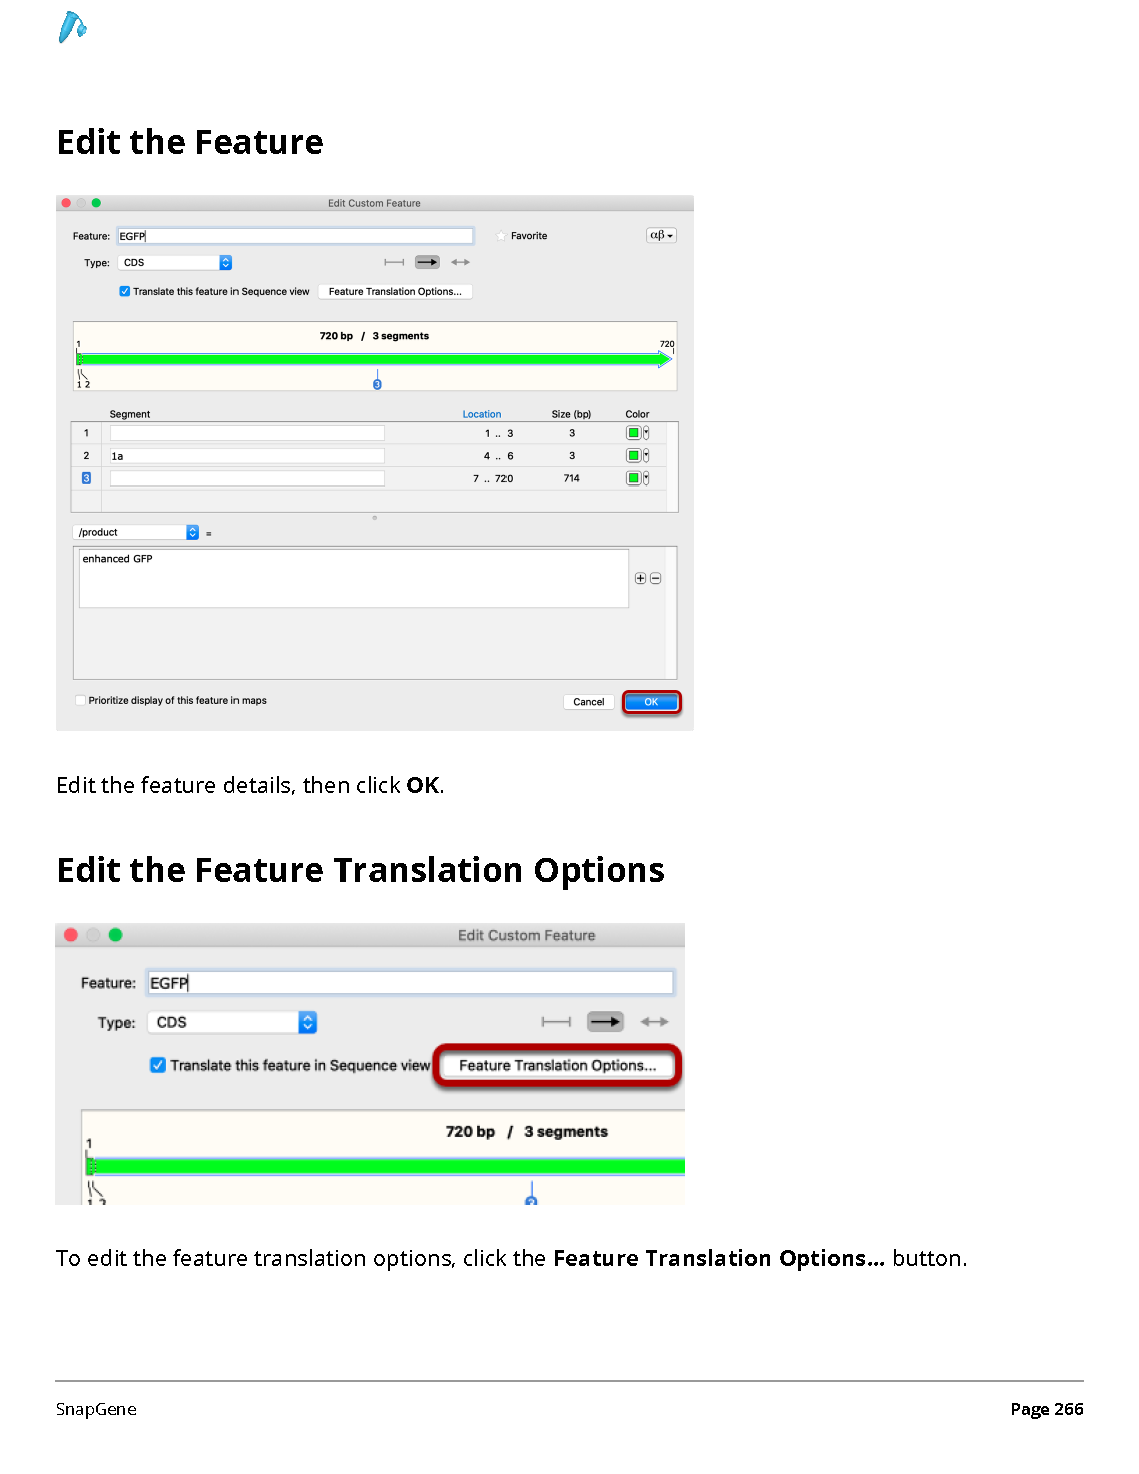 Edit the Feature
Edit Custom Feature
Feature: EGFP
Favorite
αβ
Type: CDS
Translate this feature in Sequence view Feature Translation Options...
720 bp / 3 segments
1 720
1 2 3
Segment Location Size (bp) Color
1 1 .. 3 3
2 1a 4 .. 6 3
3 7 .. 720 714
/product =
enhanced GFP
Prioritize display of this feature in maps Cancel OK
Edit the feature details, then click OK.
Edit the Feature Translation Options
Edit Custom Feature
Feature: EGFP
Type: CDS
Translate this feature in Sequence view Feature Translation Options...
720 bp / 3 segments
1
To edit the feature translation options, click the Feature Translation Options... button.
SnapGene Page 266